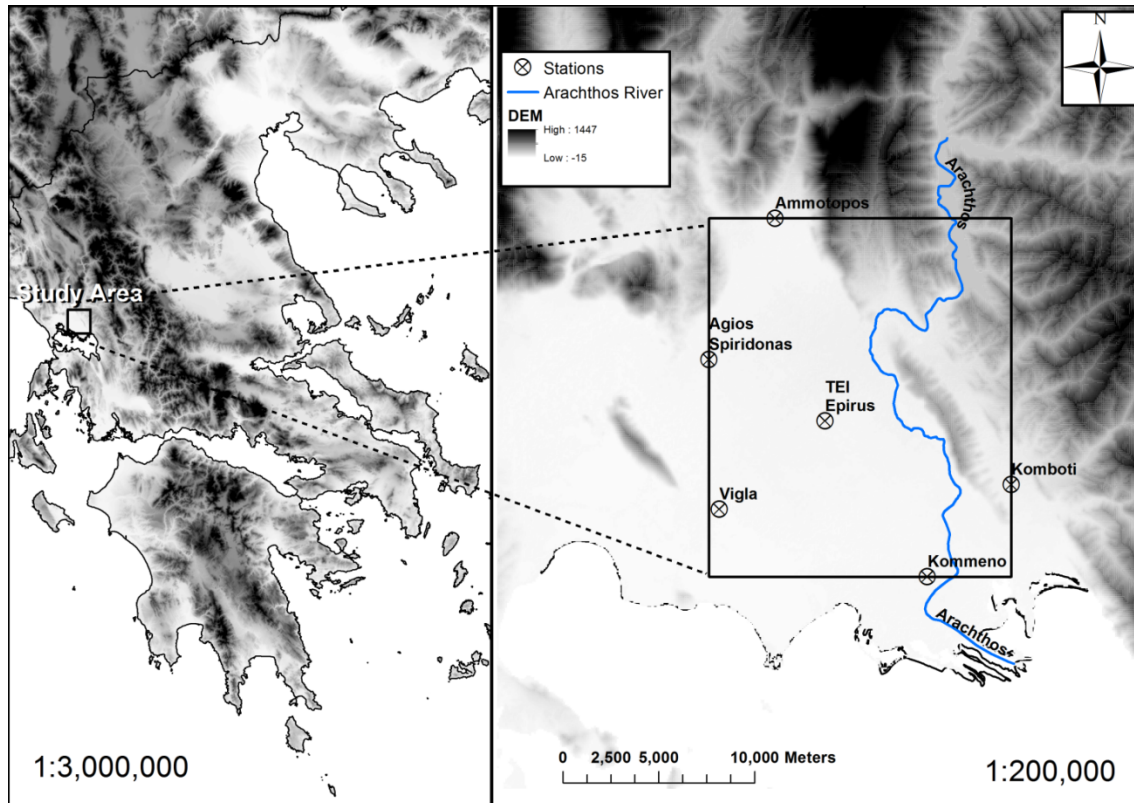 Study Area
1:3,000,000
N
Stations
Arachthos River
DEM
High : 1447
Low : -15
Arachthos
Ammotopos
Agios
Spiridonas
TEI
Epirus
Komboti
Vigla
Kommeno
Arachthos
0 2,500 5,000 10,000 Meters
1:200,000